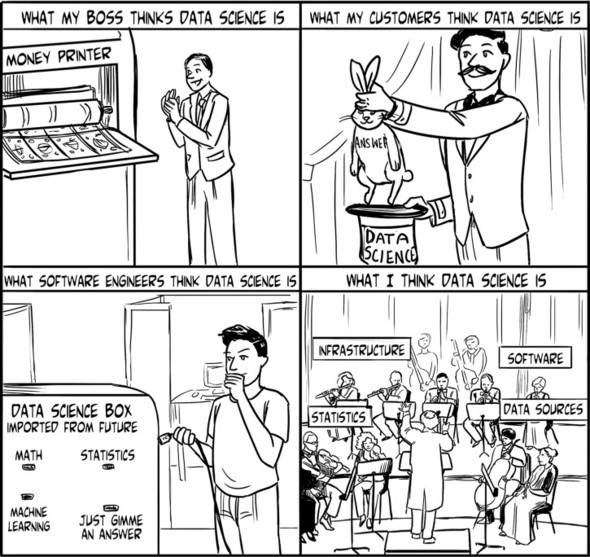 WHAT MY BOSS THINKS DATA SCIENCE IS
MONEY PRINTER
WHAT MY CUSTOMERS THINK DATA SCIENCE IS
ANSWER
DATA
SCIENCE
WHAT SOFTWARE ENGINEERS THINK DATA SCIENCE IS
DATA SCIENCE BOX
IMPORTED FROM FUTURE
MATH
STATISTICS
MACHINE
LEARNING
JUST GIMME
AN ANSWER
WHAT I THINK DATA SCIENCE IS
INFRASTRUCTURE
SOFTWARE
STATISTICS
DATA SOURCES